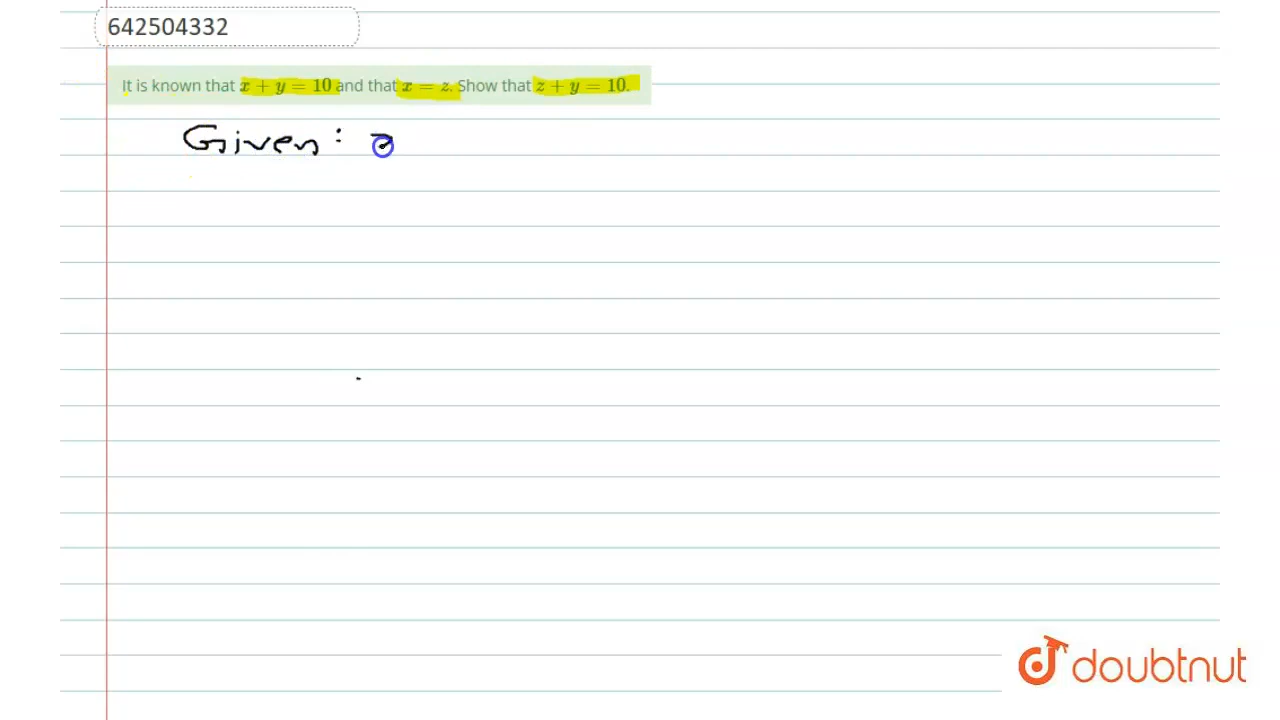 642504332
It is known that x + y = 10 and that x = z. Show that z + y = 10.
Given :
doubtnut